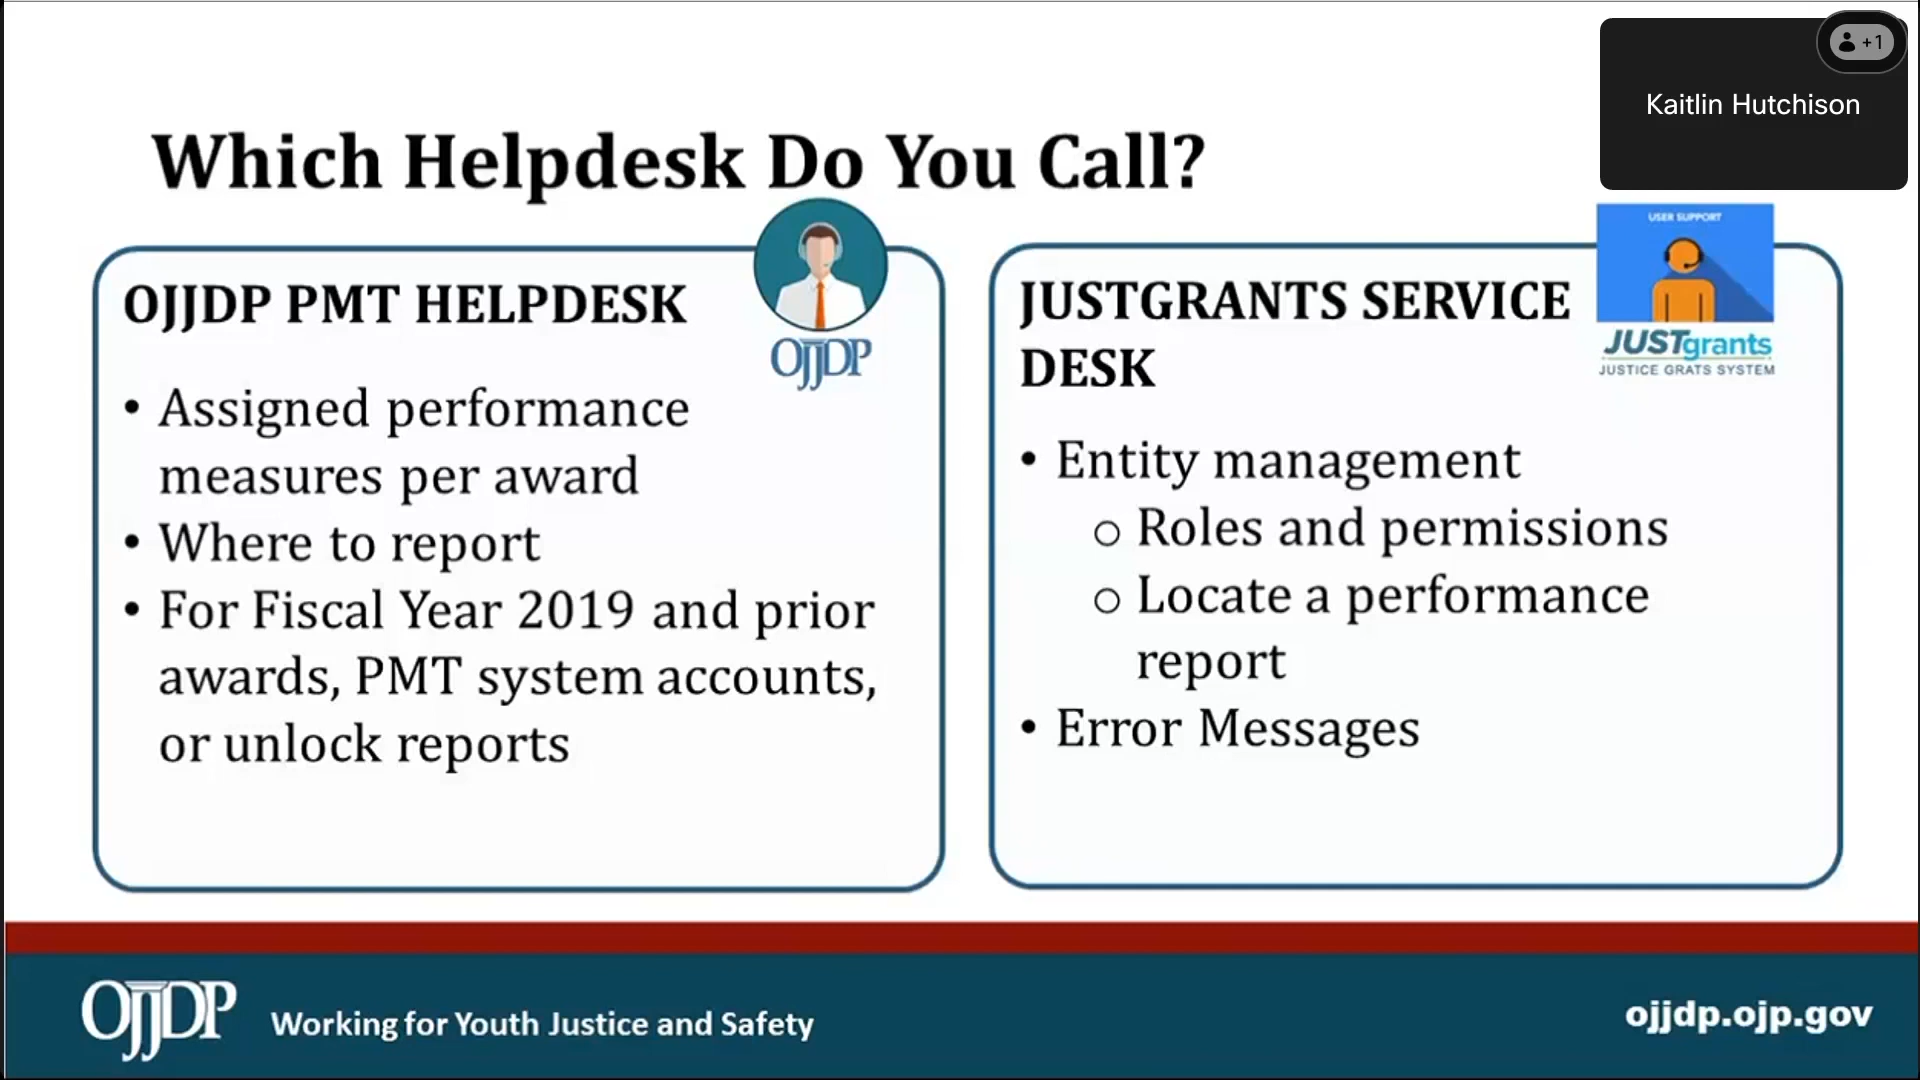 +1
Kaitlin Hutchison
Which Helpdesk Do You Call?
OJJDP PMT HELPDESK
OJJDP
• Assigned performance
measures per award
• Where to report
• For Fiscal Year 2019 and prior
awards, PMT system accounts,
or unlock reports
USER SUPPORT
JUSTGRANTS SERVICE
DESK
JUSTgrants
JUSTICE GRATS SYSTEM
• Entity management
o Roles and permissions
o Locate a performance
report
• Error Messages
OJJDP
Working for Youth Justice and Safety
ojjdp.ojp.gov